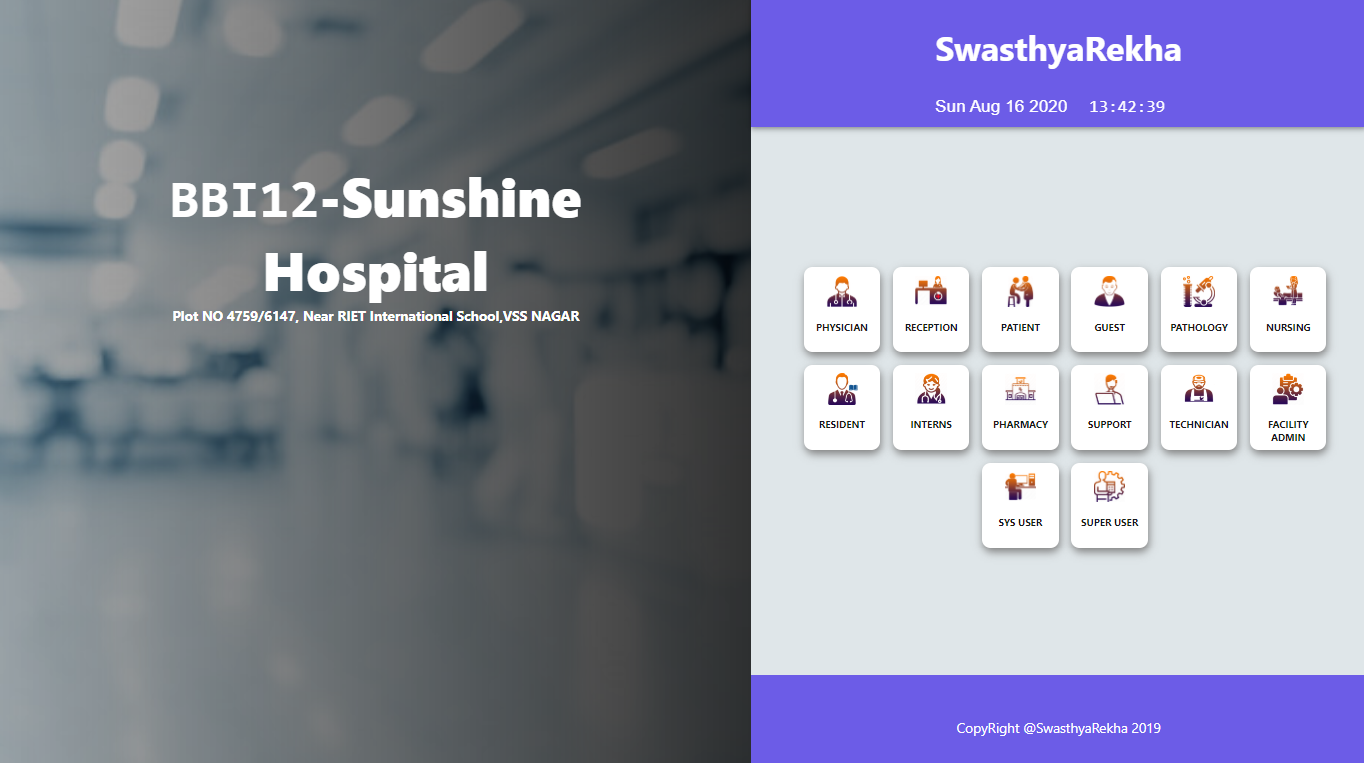 BBI12-Sunshine
Hospital
Plot NO 4759/6147, Near RIET International School,VSS NAGAR
SwasthyaRekha
Sun Aug 16 2020 13:42:39
PHYSICIAN
RECEPTION
PATIENT
GUEST
PATHOLOGY
NURSING
RESIDENT
INTERNS
PHARMACY
SUPPORT
TECHNICIAN
FACILITY
ADMIN
SYS USER
SUPER USER
CopyRight @SwasthyaRekha 2019